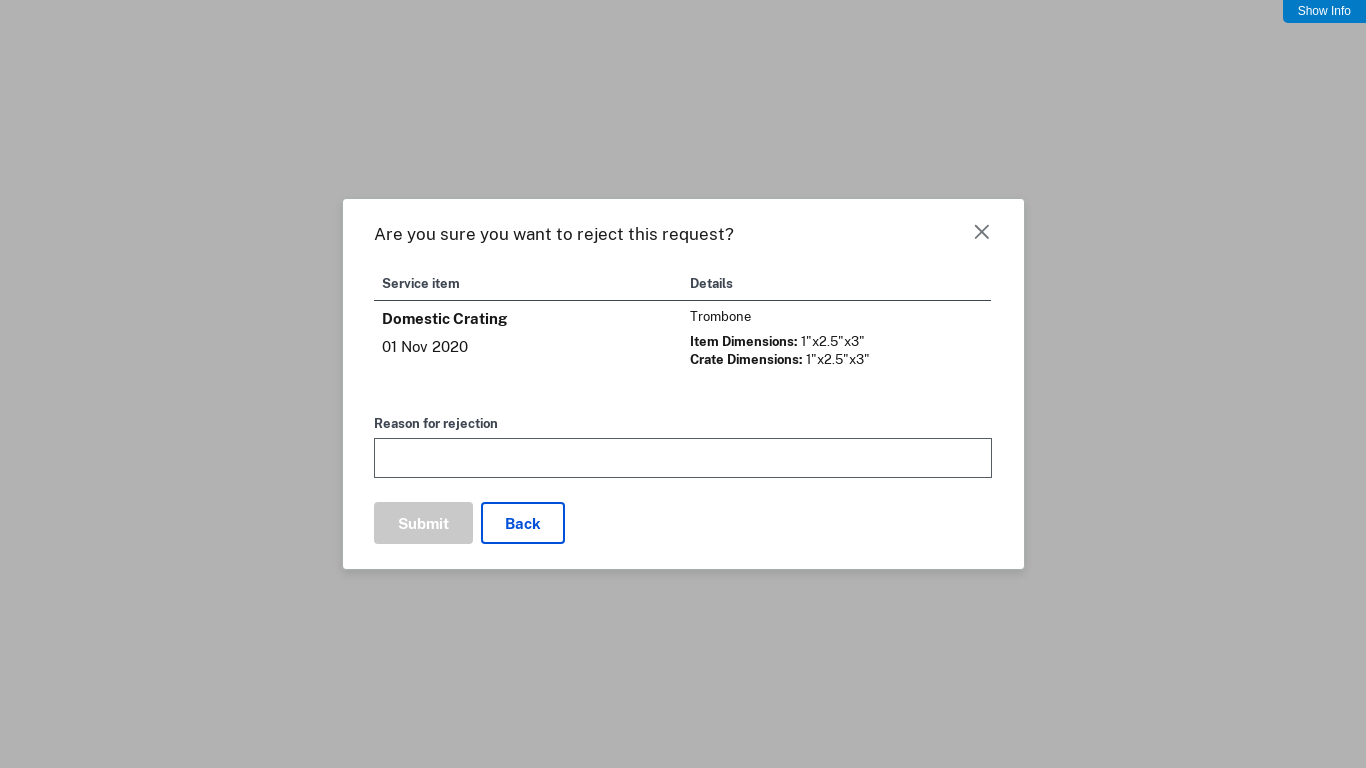 Show Info
Are you sure you want to reject this request?
Service item
Details
Domestic Crating
01 Nov 2020
Trombone
Item Dimensions: 1"x2.5"x3"
Crate Dimensions: 1"x2.5"x3"
Reason for rejection
Submit
Back